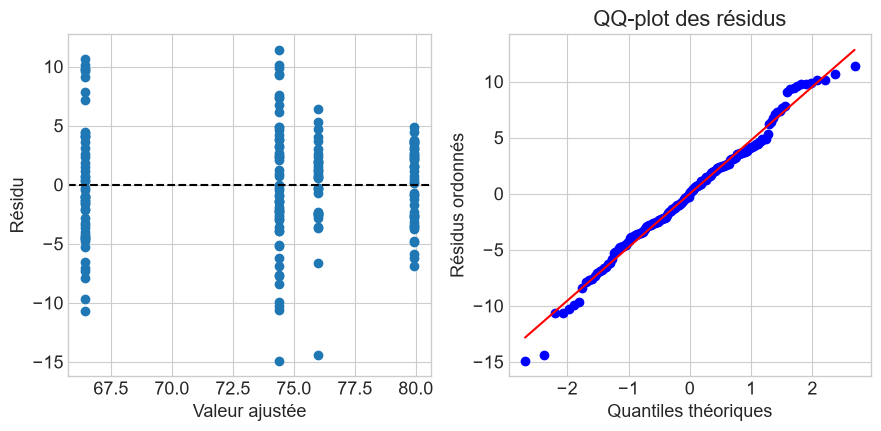 10
5
0
−5
−10
−15
Résidu
67.5 70.0 72.5 75.0 77.5 80.0
Valeur ajustée
QQ-plot des résidus
10
5
0
−5
−10
−15
Résidus ordonnés
−2 −1 0 1 2
Quantiles théoriques